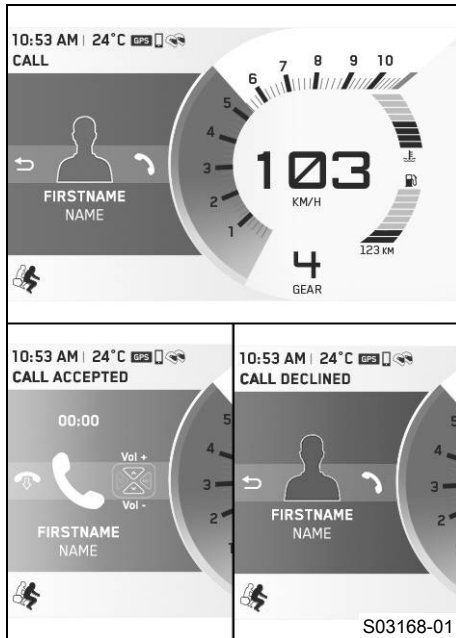 10:53 AM | 24°C GPS
CALL
FIRSTNAME
NAME
1
2
3
4
5
6
7
8
9
10
103
KM/H
123 KM
4
GEAR
10:53 AM | 24°C GPS
CALL ACCEPTED
00:00
Vol +
Vol -
FIRSTNAME
NAME
5
4
3
2
1
10:53 AM | 24°C GPS
CALL DECLINED
FIRSTNAME
NAME
5
4
3
2
S03168-01